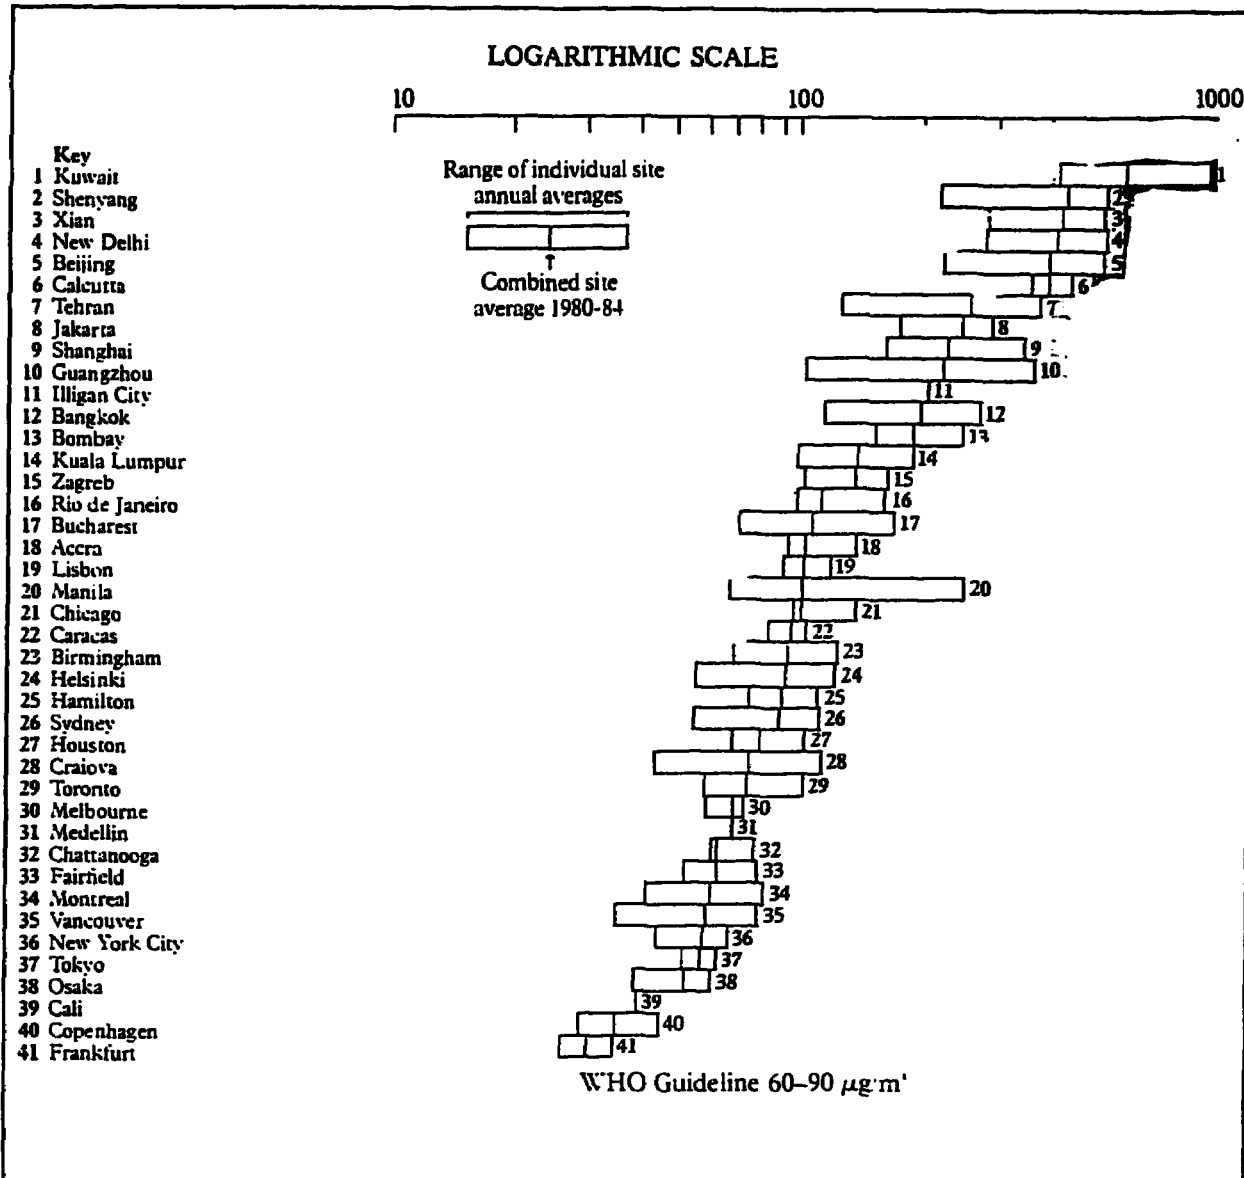 LOGARITHMIC SCALE
10 100 1000
Key
1 Kuwait
2 Shenyang
3 Xian
4 New Delhi
5 Beijing
6 Calcutta
7 Tehran
8 Jakarta
9 Shanghai
10 Guangzhou
11 Illigan City
12 Bangkok
13 Bombay
14 Kuala Lumpur
15 Zagreb
16 Rio de Janeiro
17 Bucharest
18 Accra
19 Lisbon
20 Manila
21 Chicago
22 Caracas
23 Birmingham
24 Helsinki
25 Hamilton
26 Sydney
27 Houston
28 Craiova
29 Toronto
30 Melbourne
31 Medellin
32 Chattanooga
33 Fairfield
34 Montreal
35 Vancouver
36 New York City
37 Tokyo
38 Osaka
39 Cali
40 Copenhagen
41 Frankfurt
Range of individual site
annual averages
Combined site
average 1980-84
1
2
3
4
5
6
7
8
9
10
11
12
13
14
15
16
17
18
19
20
21
22
23
24
25
26
27
28
29
30
31
32
33
34
35
36
37
38
39
40
41
WHO Guideline 60–90 μg·m³